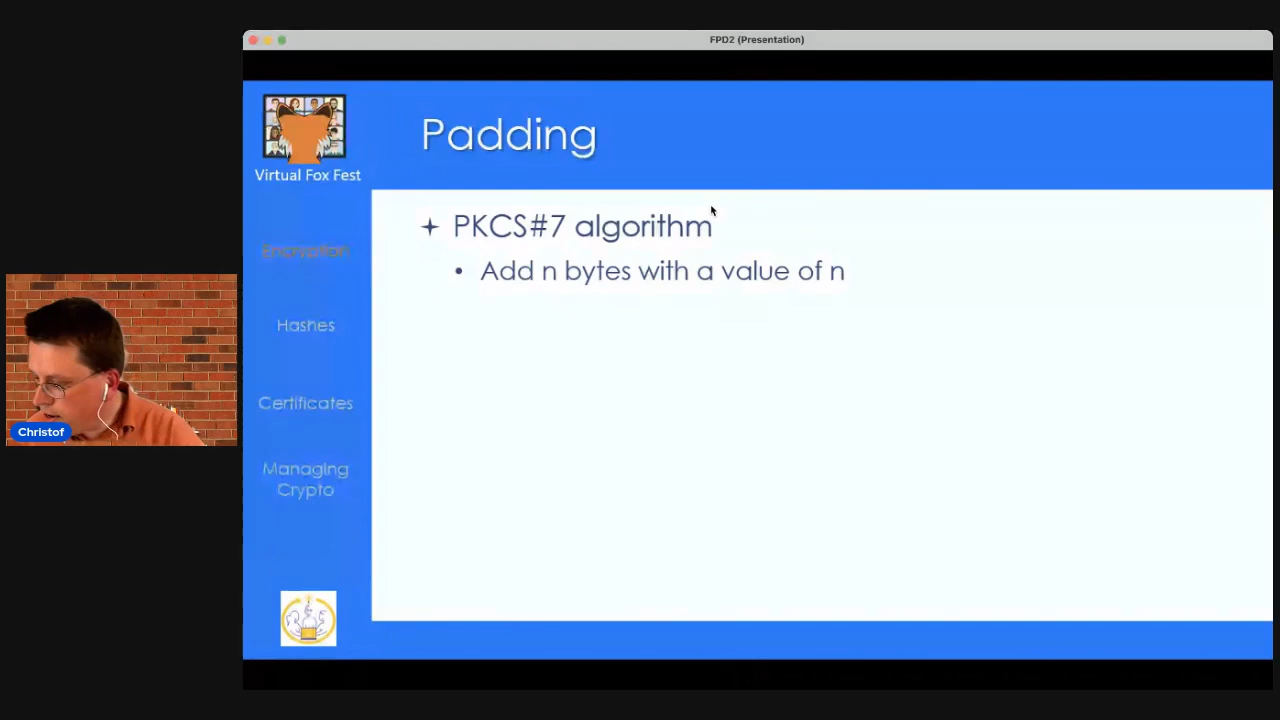 FPD2 (Presentation)
Virtual Fox Fest
Padding
PKCS#7 algorithm
Add n bytes with a value of n
Encryption
Hashes
Certificates
Managing
Crypto
Christof